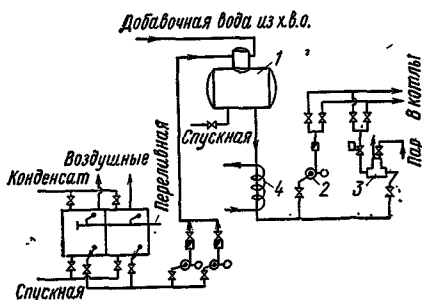 Добавочная вода из х.в.о.
1
В котлы
Спускная
Переливная
Воздушные
Конденсат
Пар
4
2
3
Спускная